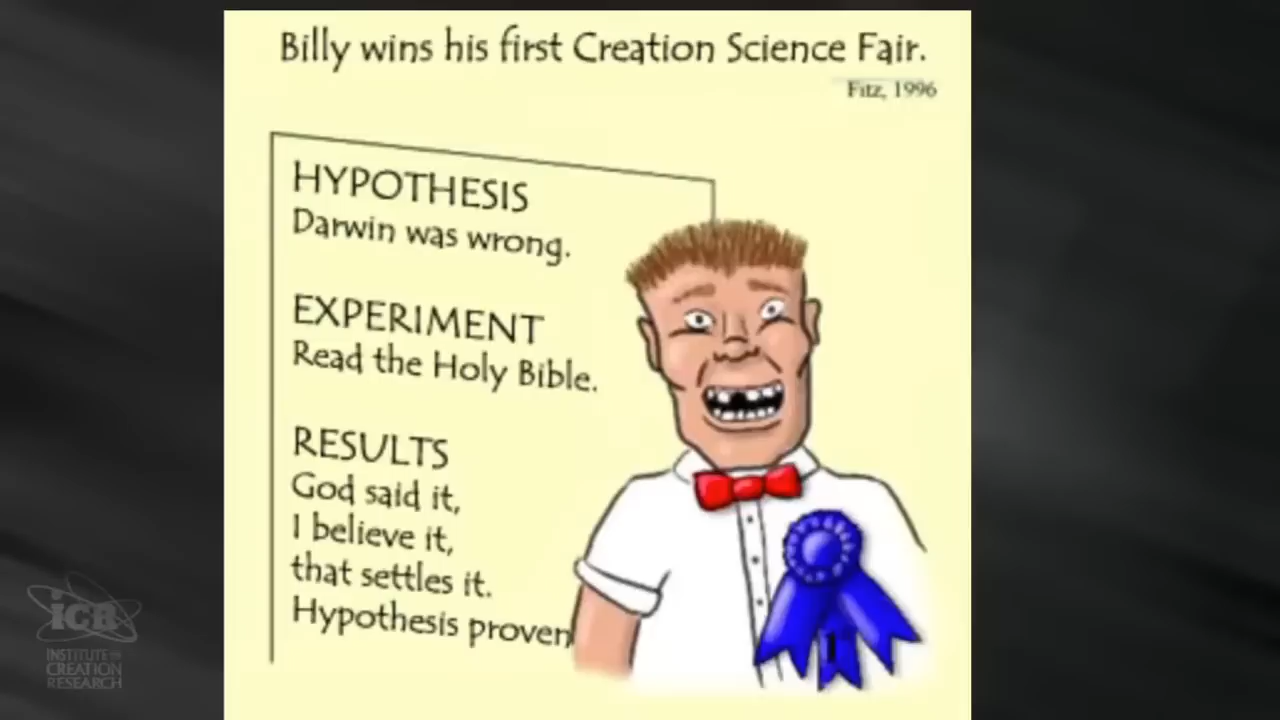 Billy wins his first Creation Science Fair.
Fitz, 1996
HYPOTHESIS
Darwin was wrong.
EXPERIMENT
Read the Holy Bible.
RESULTS
God said it,
I believe it,
that settles it.
Hypothesis proven
1st
iCR
INSTITUTE for
CREATION
RESEARCH